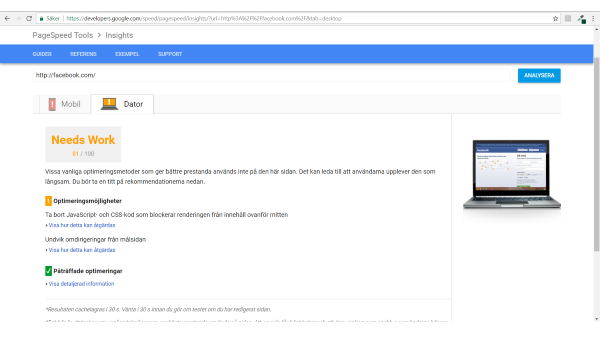 Säker | https://developers.google.com/speed/pagespeed/insights/?url=http%3A%2F%2Ffacebook.com%2F&tab=desktop
PageSpeed Tools > Insights
GUIDER REFERENS EXEMPEL SUPPORT
http://facebook.com/ ANALYSERA
Mobil Dator
Needs Work
81 / 100
Vissa vanliga optimeringsmetoder som ger bättre prestanda används inte på den här sidan. Det kan leda till att användarna upplever den som
långsam. Du bör ta en titt på rekommendationerna nedan.
Optimeringsmöjligheter
Ta bort JavaScript- och CSS-kod som blockerar renderingen från innehåll ovanför mitten
Visa hur detta kan åtgärdas
Undvik omdirigeringar från målsidan
Visa hur detta kan åtgärdas
Påträffade optimeringar
Visa detaljerad information
*Resultaten cachelagras i 30 s. Vänta i 30 s innan du gör om testet om du har redigerat sidan.